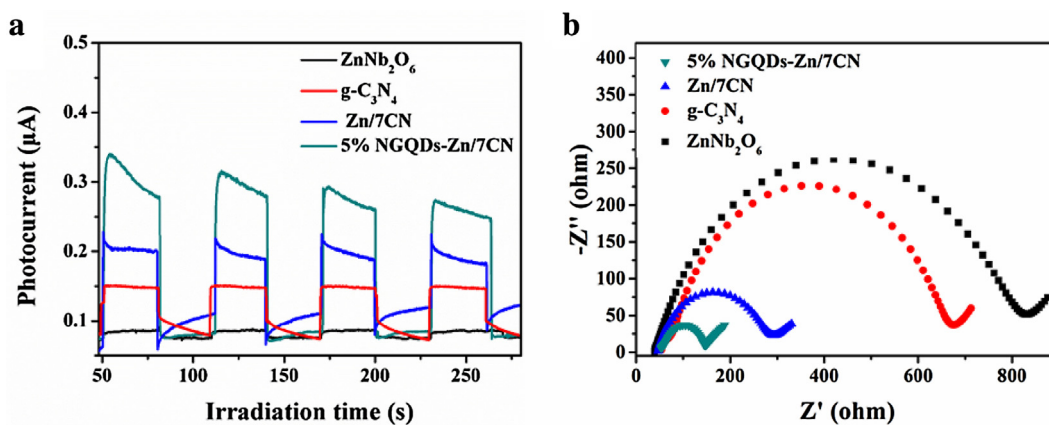 a
0.5
0.4
0.3
0.2
0.1
Photocurrent (μA)
ZnNb₂O₆
g-C₃N₄
Zn/7CN
5% NGQDs-Zn/7CN
50 100 150 200 250
Irradiation time (s)
b
400
350
300
250
200
150
100
50
0
-Z'' (ohm)
5% NGQDs-Zn/7CN
Zn/7CN
g-C₃N₄
ZnNb₂O₆
0 200 400 600 800
Z' (ohm)